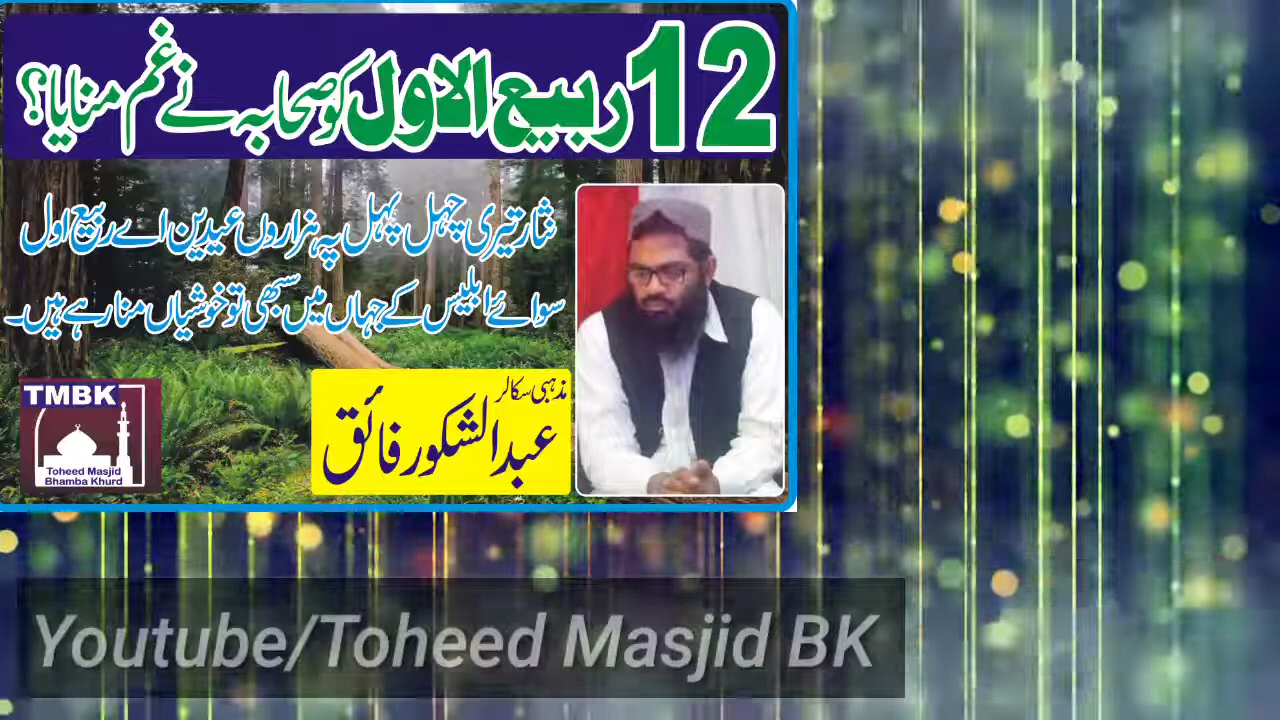 12 ربیع الاول کو صحابہ نے غم منایا؟
نثار تیری چہل پہل پہ ہزاروں عیدیں اے ربیع اول
سوائے ابلیس کے جہاں میں سبھی تو خوشیاں منا رہے ہیں۔
مذہبی سکالر
عبدالشکور فائق
TMBK
Toheed Masjid
Bhamba Khurd
Youtube/Toheed Masjid BK